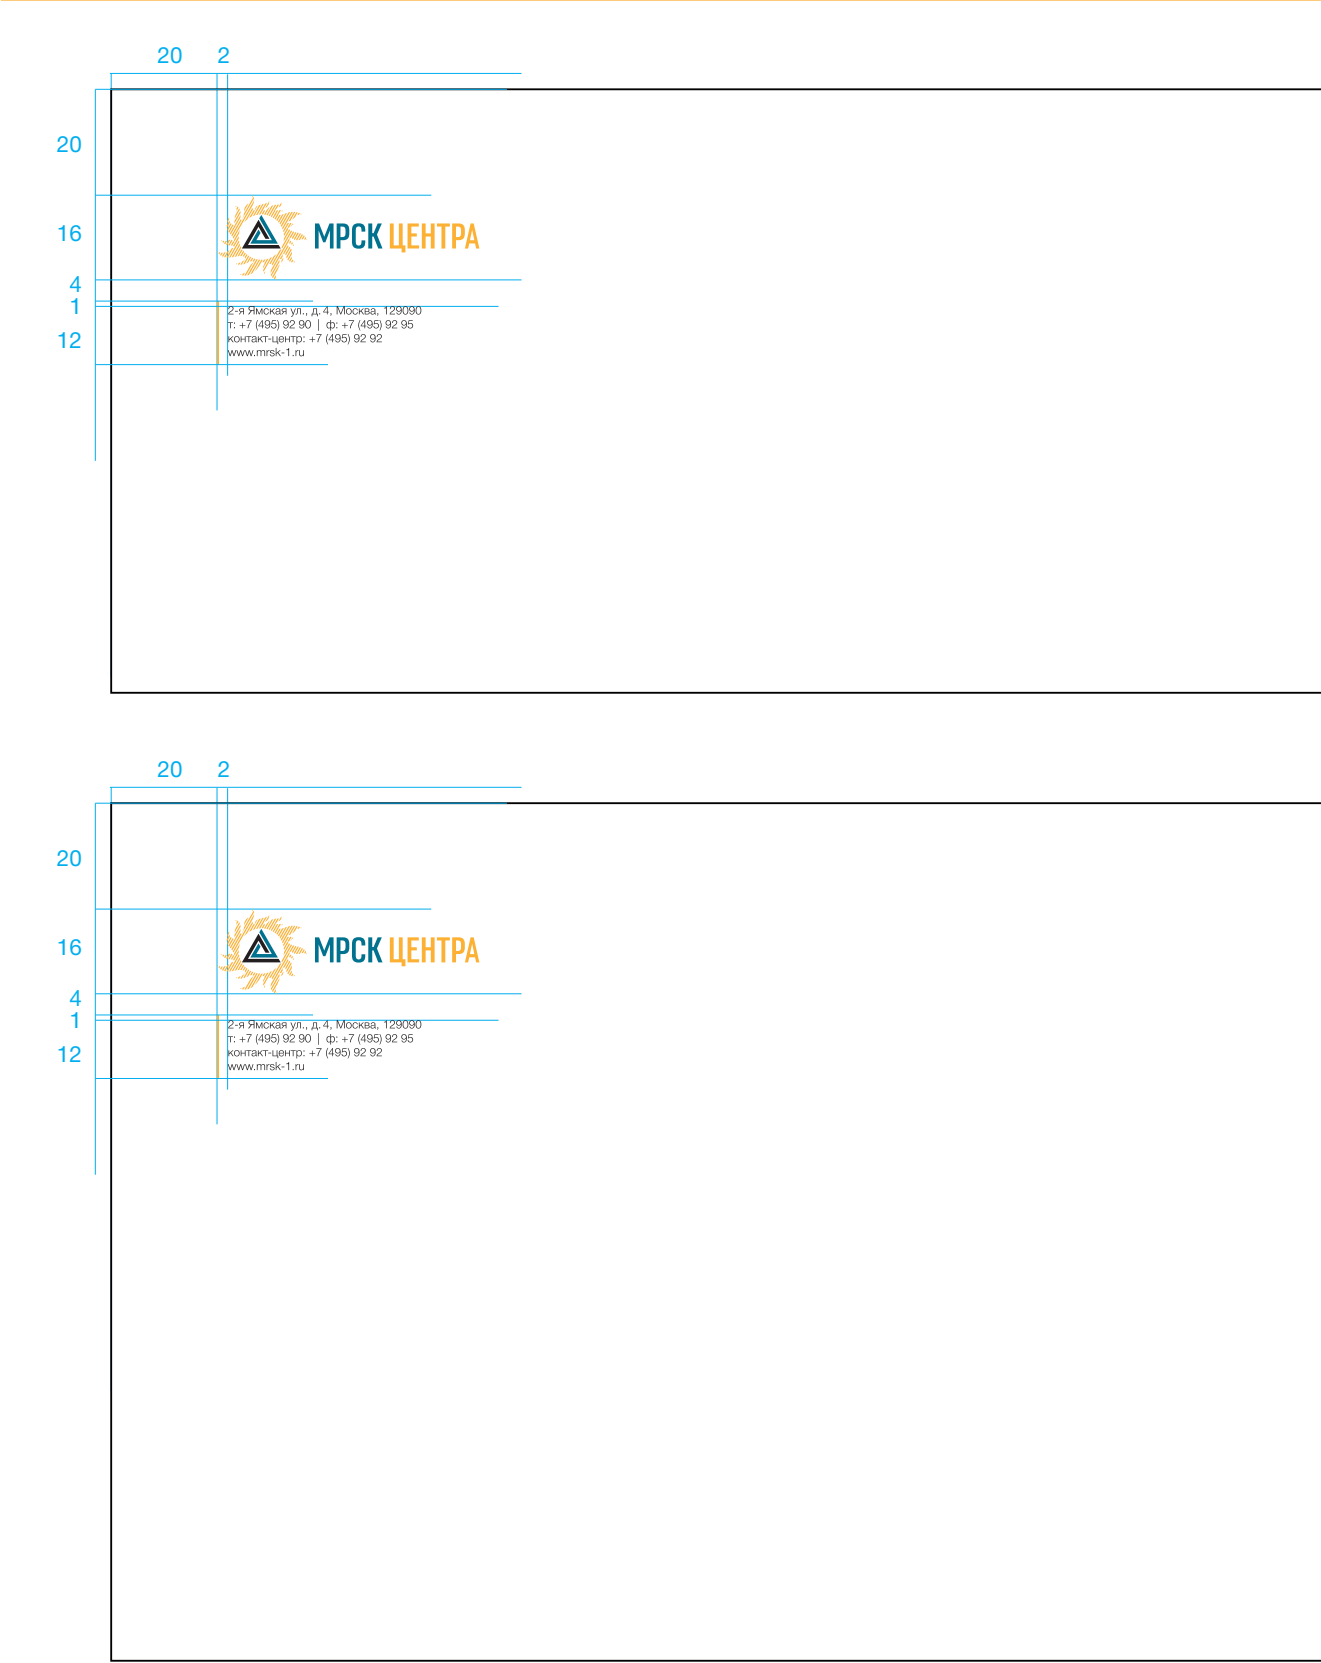 20 2
20
16
МРСК ЦЕНТРА
4
1
2-я Ямская ул., д. 4, Москва, 129090
т: +7 (495) 92 90 | ф: +7 (495) 92 95
12
контакт-центр: +7 (495) 92 92
www.mrsk-1.ru
20 2
20
16
МРСК ЦЕНТРА
4
1
2-я Ямская ул., д. 4, Москва, 129090
т: +7 (495) 92 90 | ф: +7 (495) 92 95
12
контакт-центр: +7 (495) 92 92
www.mrsk-1.ru